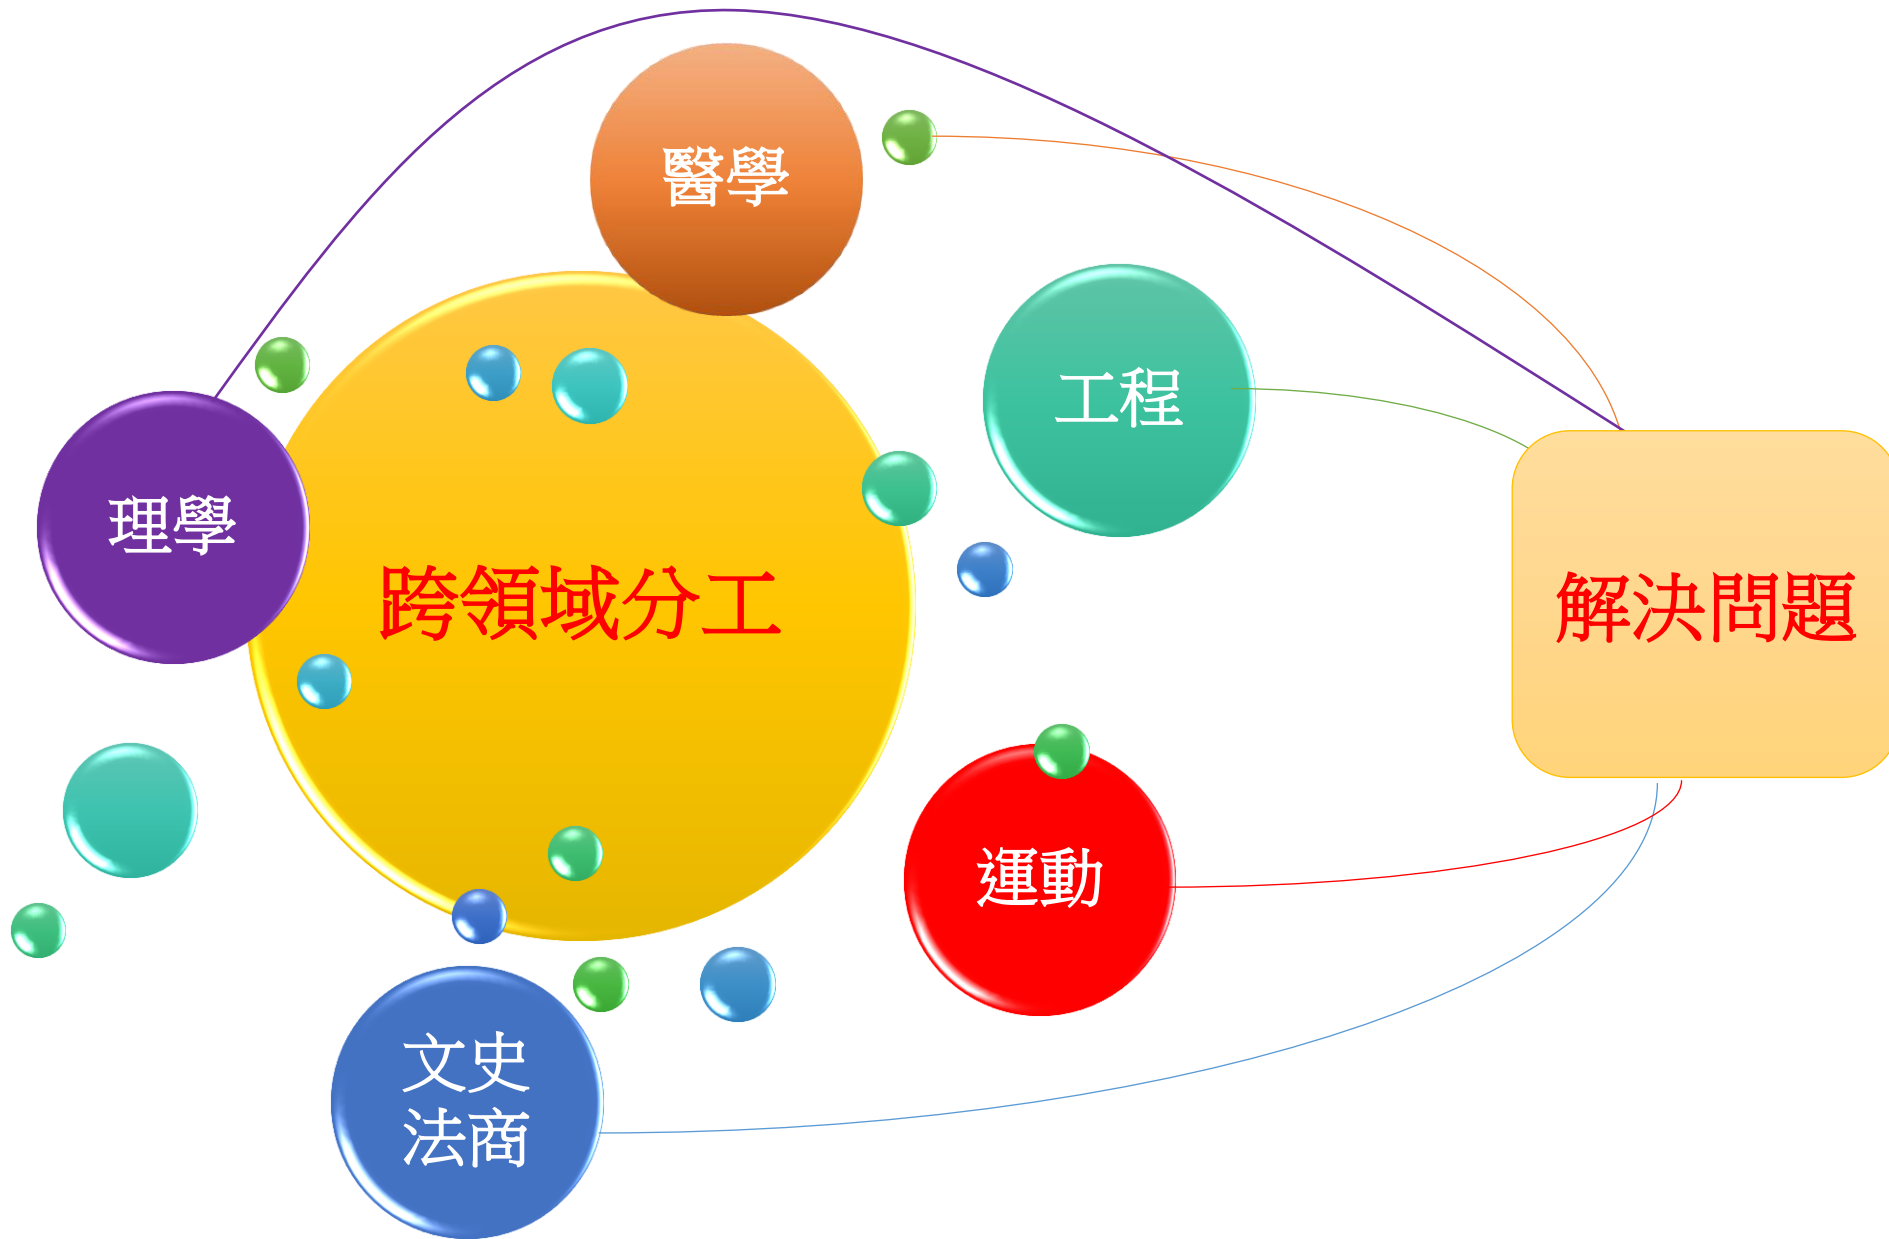 醫學
工程
理學
跨領域分工
解決問題
運動
文史
法商